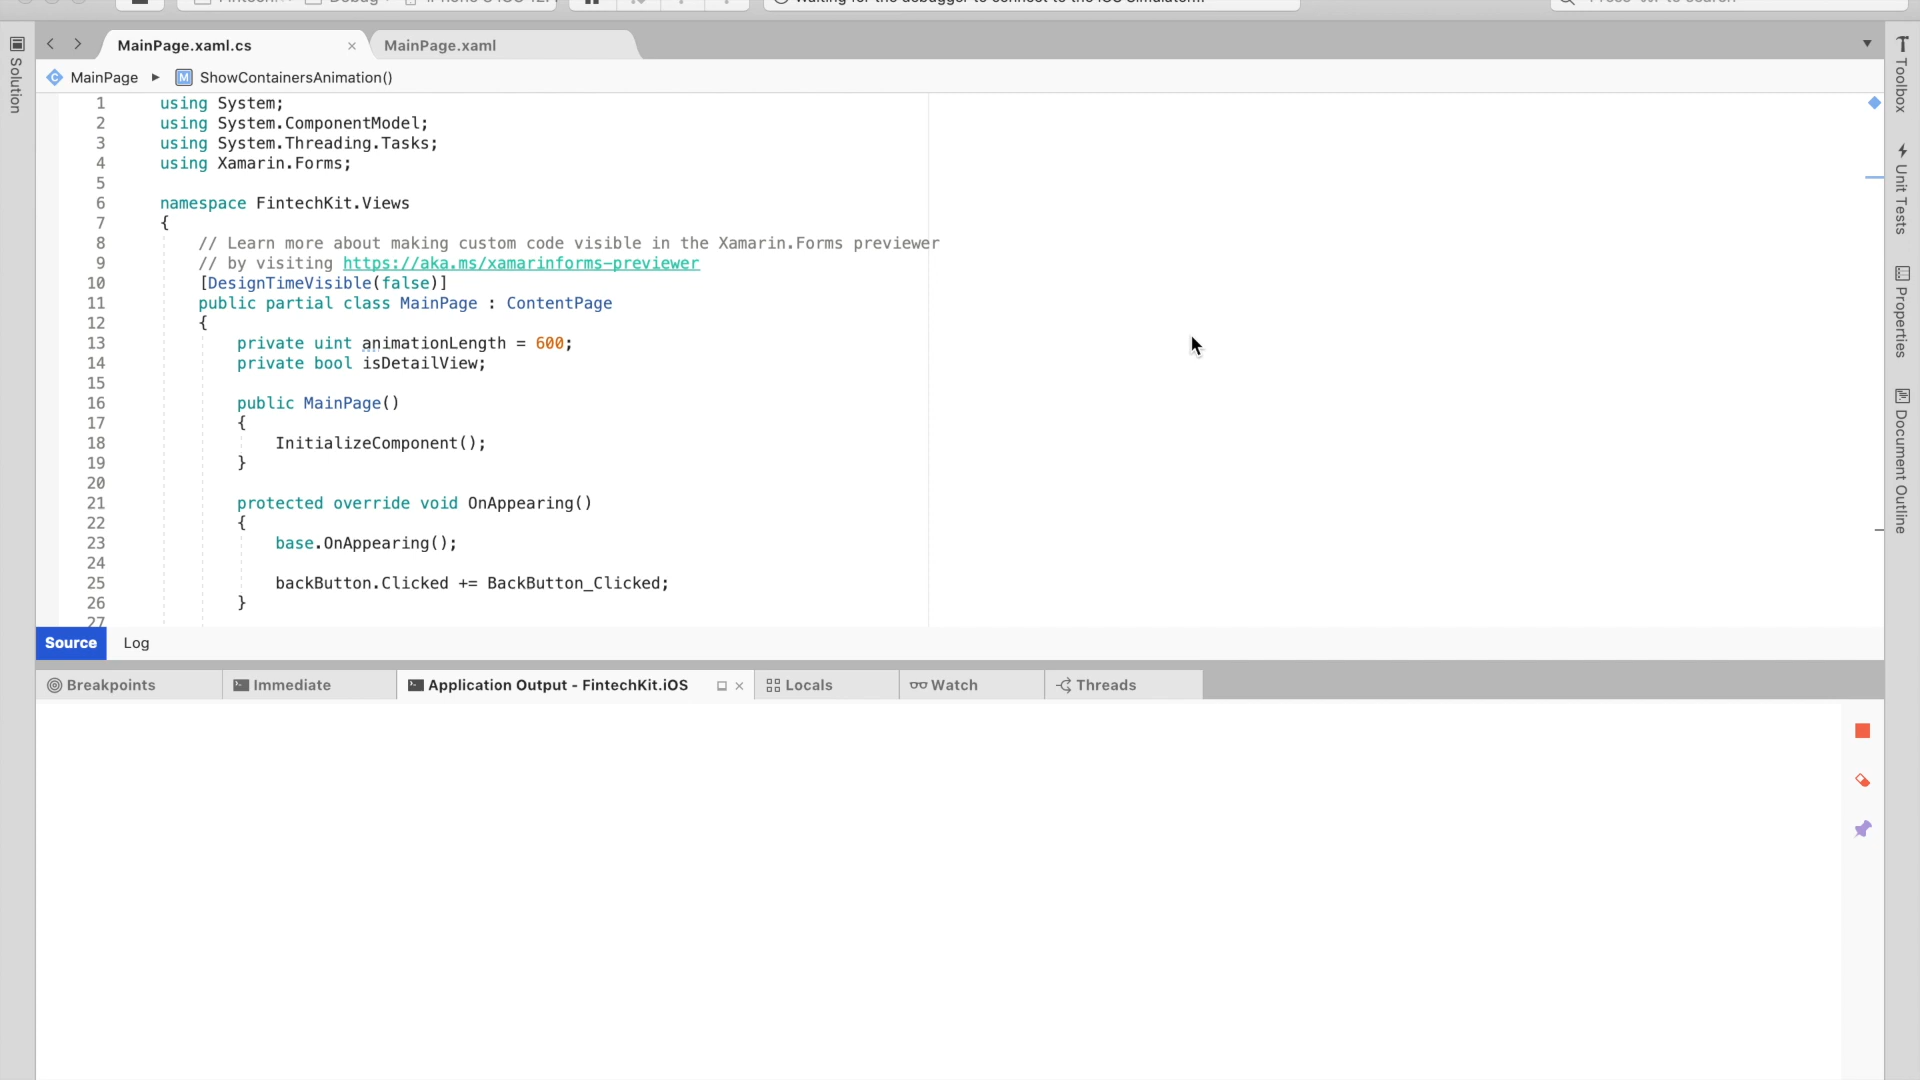 MainPage.xaml.cs
MainPage.xaml
MainPage ShowContainersAnimation()
1 using System;
2 using System.ComponentModel;
3 using System.Threading.Tasks;
4 using Xamarin.Forms;
5
6 namespace FintechKit.Views
7 {
8 // Learn more about making custom code visible in the Xamarin.Forms previewer
9 // by visiting https://aka.ms/xamarinforms-previewer
10 [DesignTimeVisible(false)]
11 public partial class MainPage : ContentPage
12 {
13 private uint animationLength = 600;
14 private bool isDetailView;
15
16 public MainPage()
17 {
18 InitializeComponent();
19 }
20
21 protected override void OnAppearing()
22 {
23 base.OnAppearing();
24
25 backButton.Clicked += BackButton_Clicked;
26 }
27
Source Log
Breakpoints Immediate Application Output - FintechKit.iOS Locals Watch Threads
Solution
Toolbox
Unit Tests
Properties
Document Outline